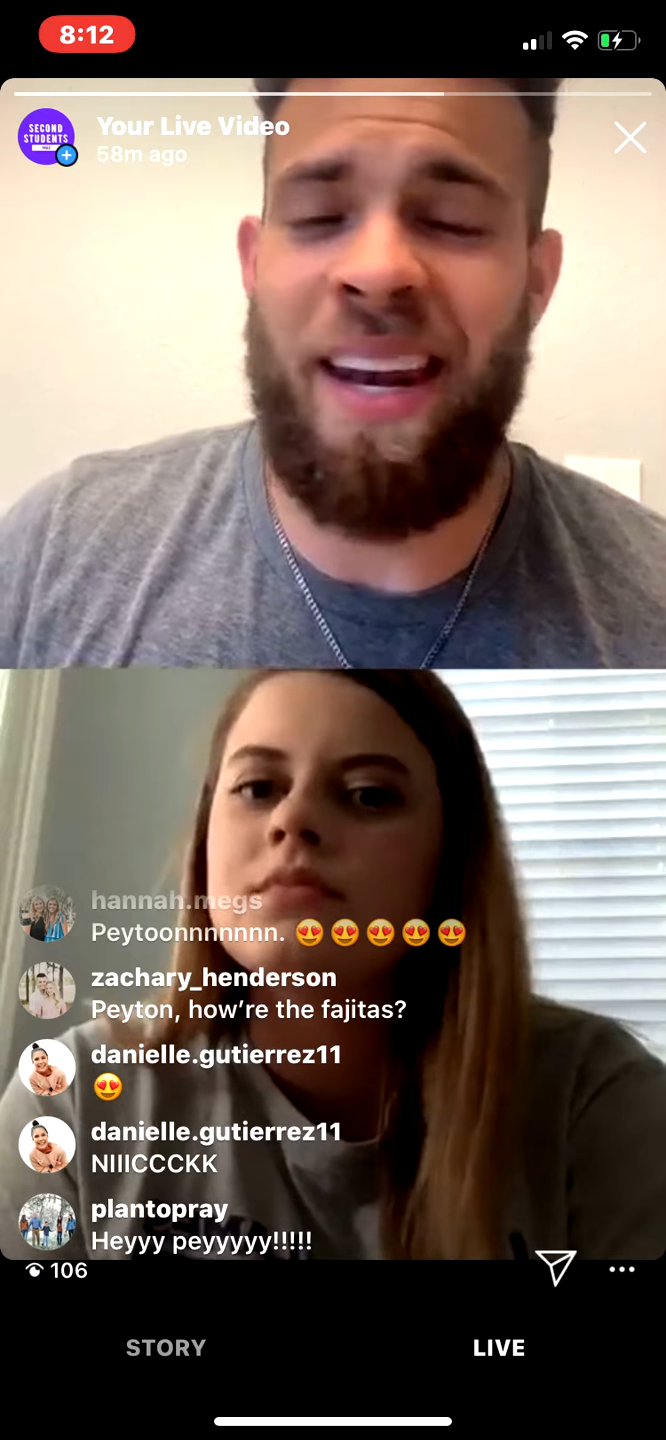 8:12
SECOND
STUDENTS
Your Live Video
58m ago
hannah.megs
Peytoonnnnnnn. 😍😍😍😍😍
zachary_henderson
Peyton, how’re the fajitas?
danielle.gutierrez11
😍
danielle.gutierrez11
NIIICCCKK
plantopray
Heyyy peyyyyy!!!!!
106
STORY
LIVE